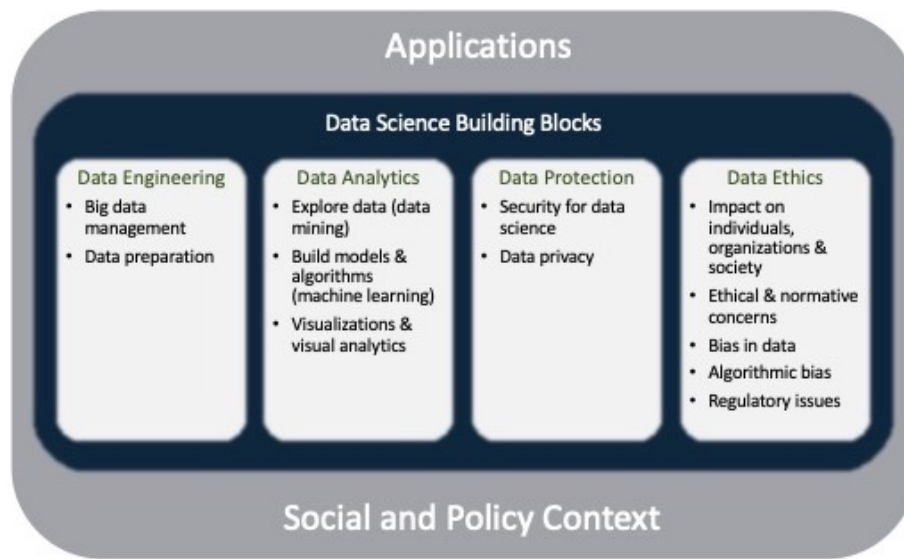 Applications
Data Science Building Blocks
Data Engineering
• Big data
management
• Data preparation
Data Analytics
• Explore data (data
mining)
• Build models &
algorithms
(machine learning)
• Visualizations &
visual analytics
Data Protection
• Security for data
science
• Data privacy
Data Ethics
• Impact on
individuals,
organizations &
society
• Ethical & normative
concerns
• Bias in data
• Algorithmic bias
• Regulatory issues
Social and Policy Context